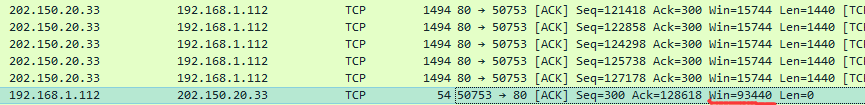 202.150.20.33 192.168.1.112 TCP 1494 80 → 50753 [ACK] Seq=121418 Ack=300 Win=15744 Len=1440 [TC
202.150.20.33 192.168.1.112 TCP 1494 80 → 50753 [ACK] Seq=122858 Ack=300 Win=15744 Len=1440 [TC
202.150.20.33 192.168.1.112 TCP 1494 80 → 50753 [ACK] Seq=124298 Ack=300 Win=15744 Len=1440 [TC
202.150.20.33 192.168.1.112 TCP 1494 80 → 50753 [ACK] Seq=125738 Ack=300 Win=15744 Len=1440 [TC
202.150.20.33 192.168.1.112 TCP 1494 80 → 50753 [ACK] Seq=127178 Ack=300 Win=15744 Len=1440 [TC
192.168.1.112 202.150.20.33 TCP 54 50753 → 80 [ACK] Seq=300 Ack=128618 Win=93440 Len=0